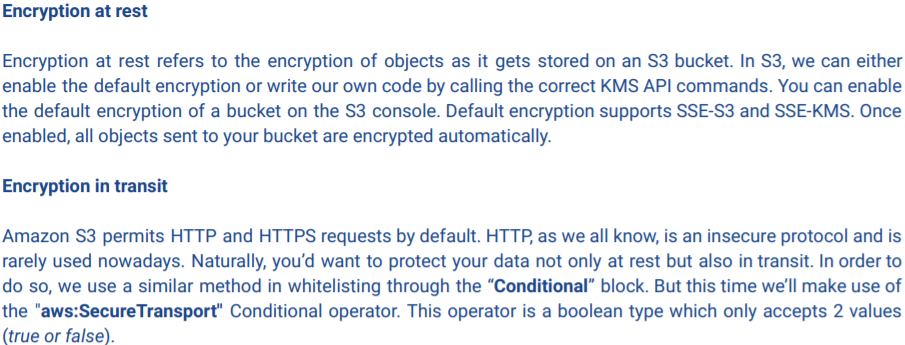 Encryption at rest
Encryption at rest refers to the encryption of objects as it gets stored on an S3 bucket. In S3, we can either
enable the default encryption or write our own code by calling the correct KMS API commands. You can enable
the default encryption of a bucket on the S3 console. Default encryption supports SSE-S3 and SSE-KMS. Once
enabled, all objects sent to your bucket are encrypted automatically.
Encryption in transit
Amazon S3 permits HTTP and HTTPS requests by default. HTTP, as we all know, is an insecure protocol and is
rarely used nowadays. Naturally, you’d want to protect your data not only at rest but also in transit. In order to
do so, we use a similar method in whitelisting through the “Conditional” block. But this time we’ll make use of
the "aws:SecureTransport" Conditional operator. This operator is a boolean type which only accepts 2 values
(true or false).